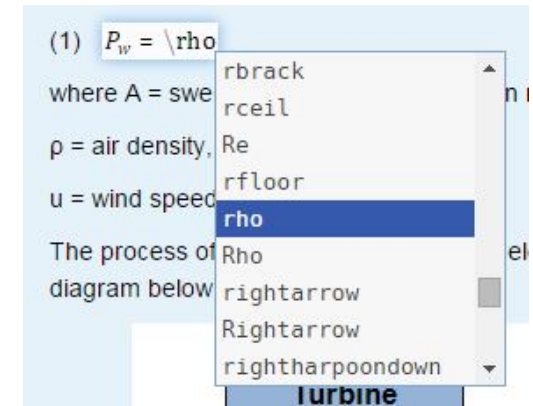 (1) P_w = \rho
rbrack
where A = swe
rceil
ρ = air density, Re
rfloor
u = wind speed
rho
The process of
Rho
diagram below rightarrow
Rightarrow
rightharpoondown
Turbine